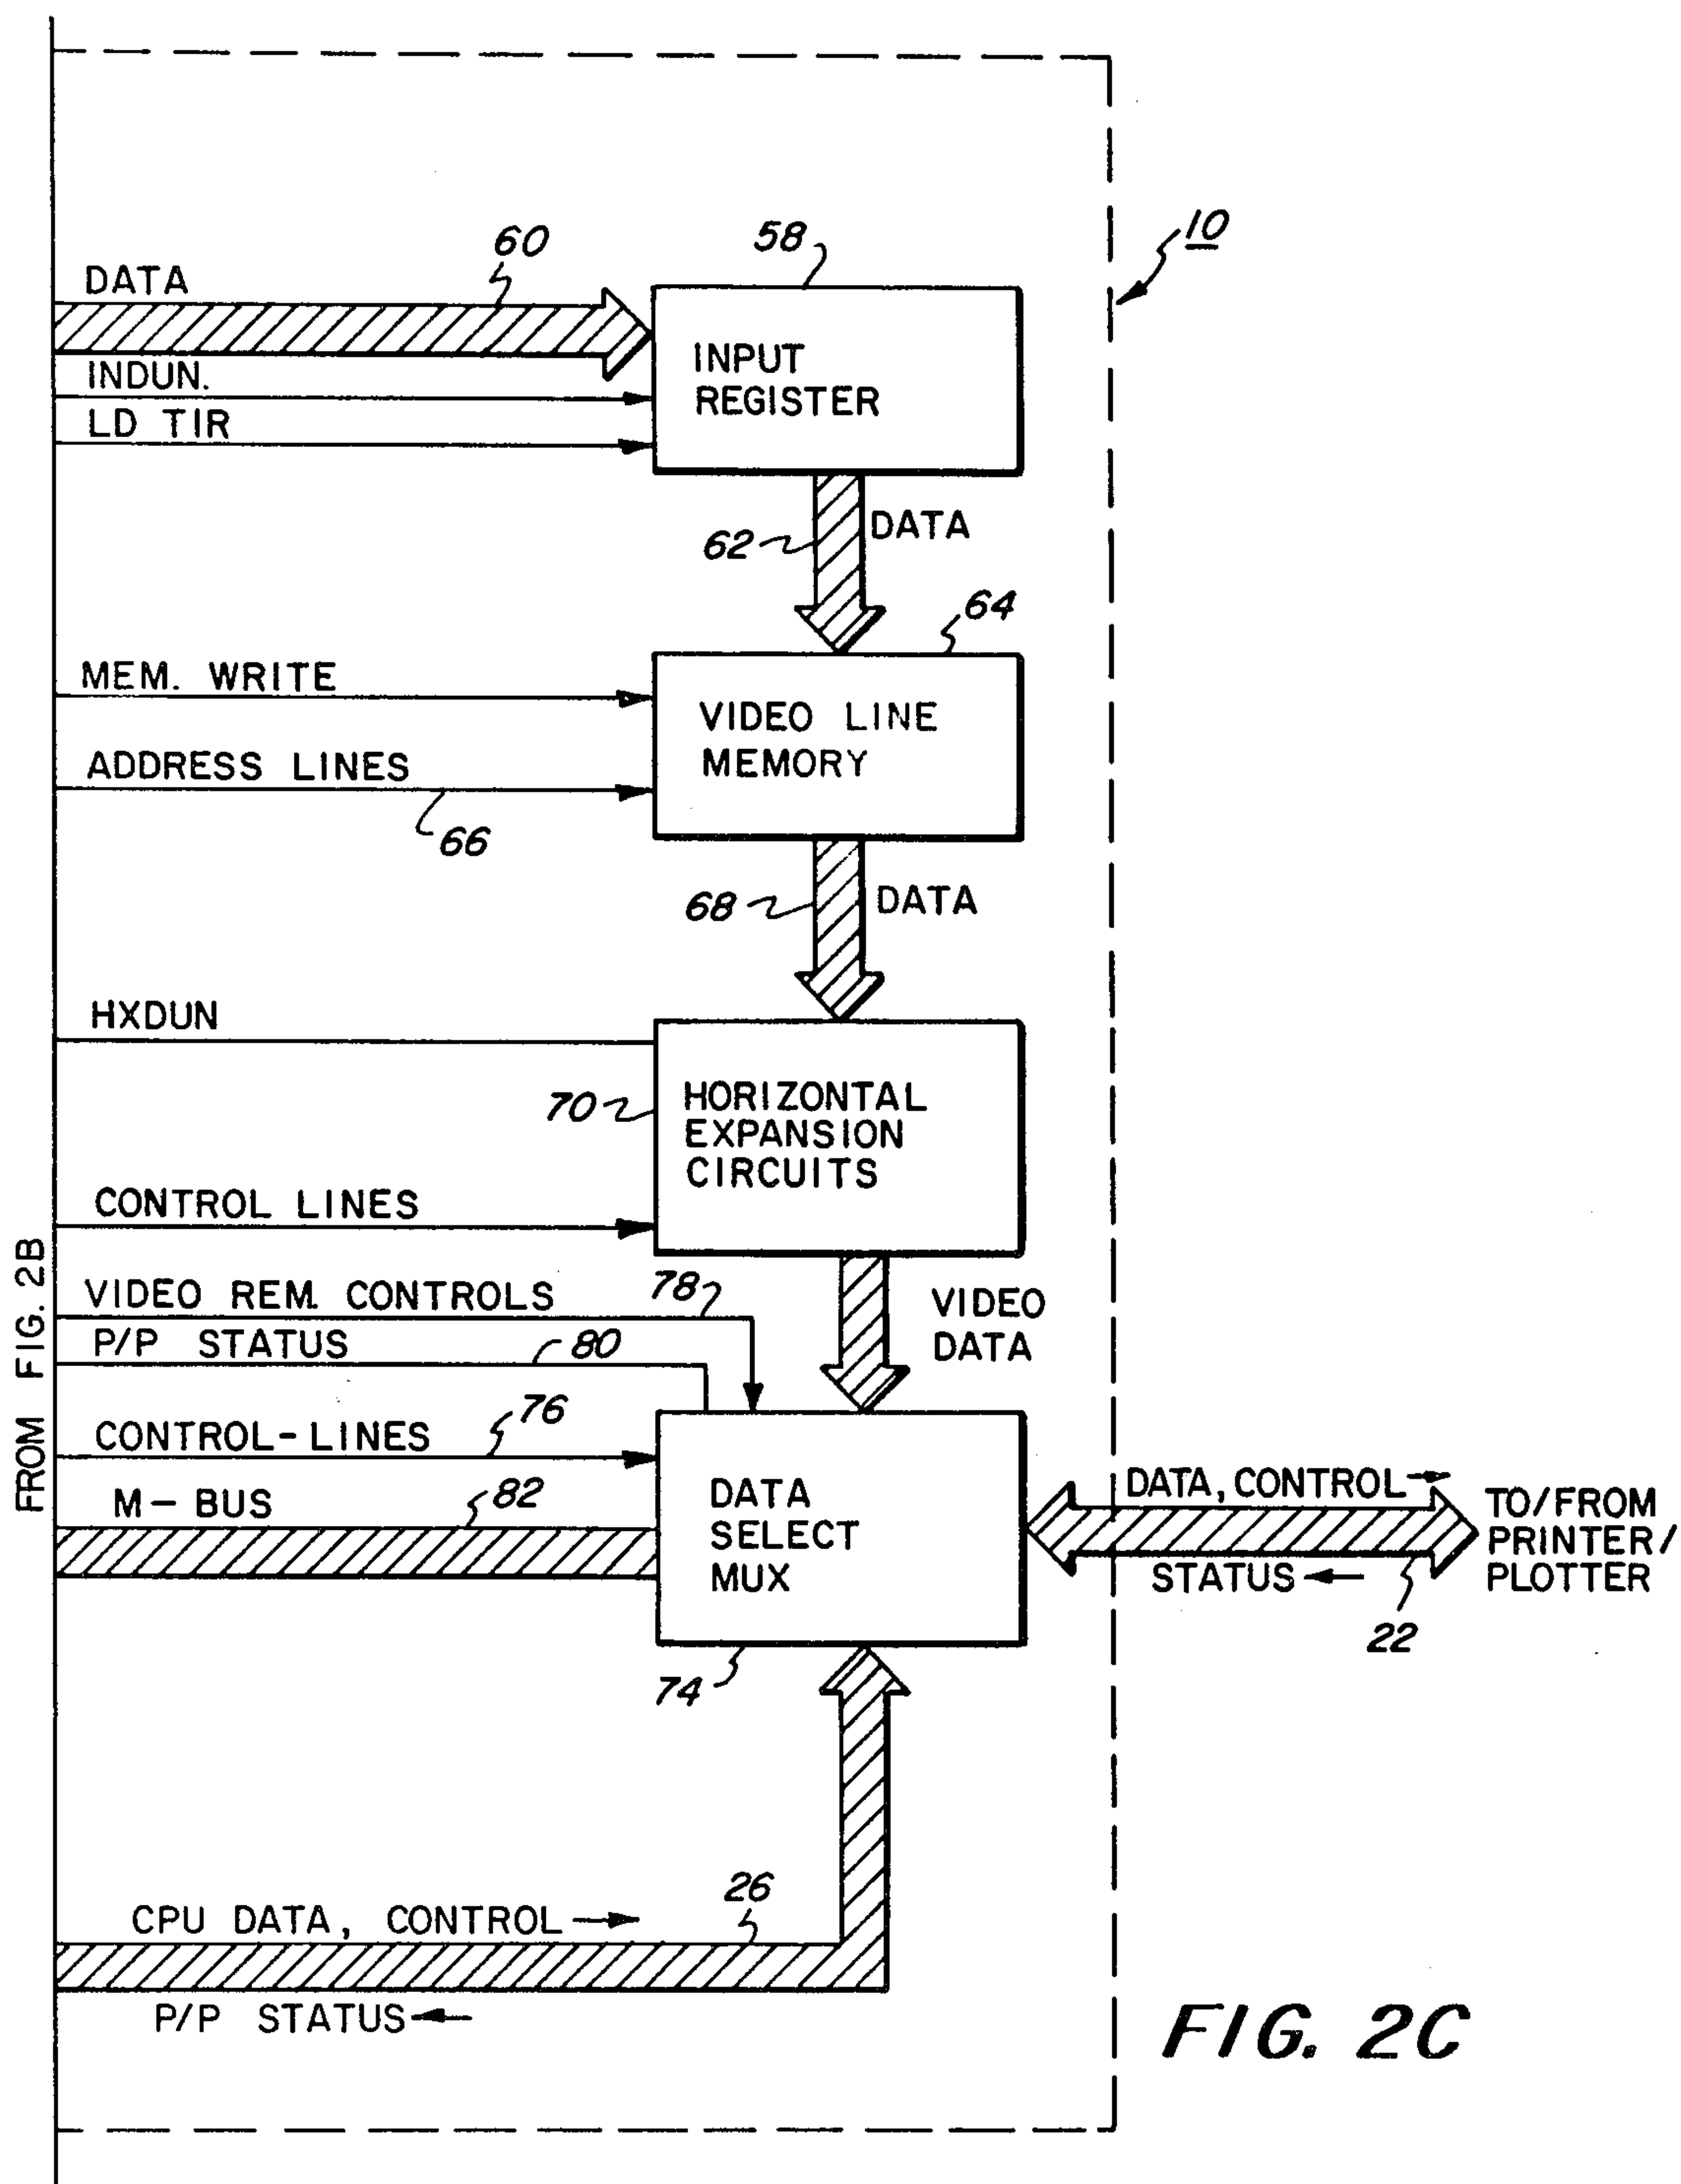 10
60
58
DATA
INPUT
REGISTER
INDUN.
LD TIR
62
DATA
64
MEM. WRITE
VIDEO LINE
MEMORY
ADDRESS LINES
66
68
DATA
HXDUN
70
HORIZONTAL
EXPANSION
CIRCUITS
CONTROL LINES
FROM FIG. 2B
VIDEO REM. CONTROLS
78
VIDEO
DATA
P/P STATUS
80
CONTROL-LINES
76
M-BUS
82
DATA
SELECT
MUX
DATA, CONTROL→
TO/FROM
PRINTER/
PLOTTER
STATUS←
22
74
26
CPU DATA, CONTROL→
P/P STATUS←
FIG. 2C